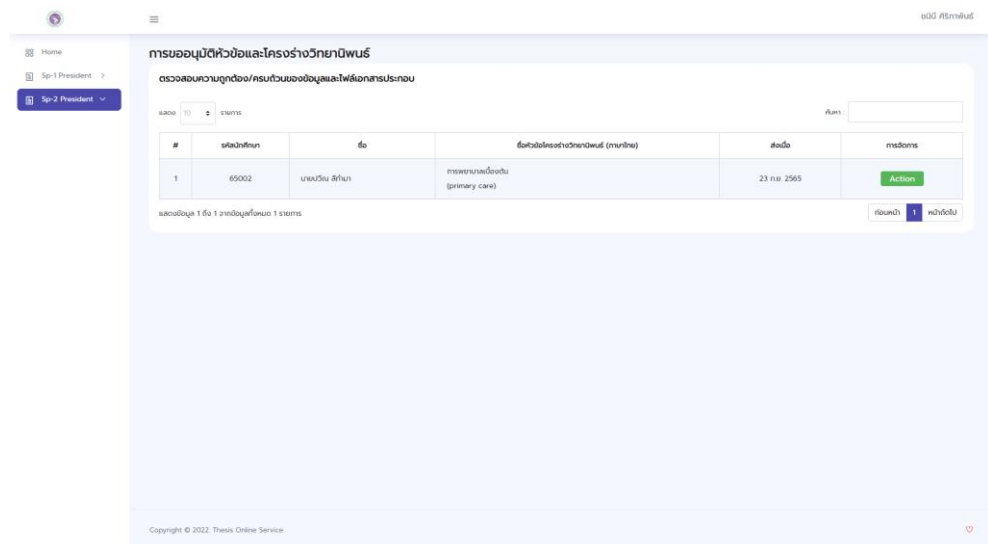 ชนินี ศิริภาพันธ์
Home
Sp-1 President
Sp-2 President
การขออนุมัติหัวข้อและโครงร่างวิทยานิพนธ์
ตรวจสอบความถูกต้อง/ครบถ้วนของข้อมูลและไฟล์เอกสารประกอบ
แสดง 10 รายการ
ค้นหา :
# รหัสนักศึกษา ชื่อ ชื่อหัวข้อโครงร่างวิทยานิพนธ์ (ภาษาไทย) ส่งเมื่อ การจัดการ
1 65002 นายปวีณ สีทำมา การพยาบาลเบื้องต้น 23 ก.ย. 2565 Action
(primary care)
แสดงข้อมูล 1 ถึง 1 จากข้อมูลทั้งหมด 1 รายการ
ก่อนหน้า 1 หน้าถัดไป
Copyright © 2022. Thesis Online Service